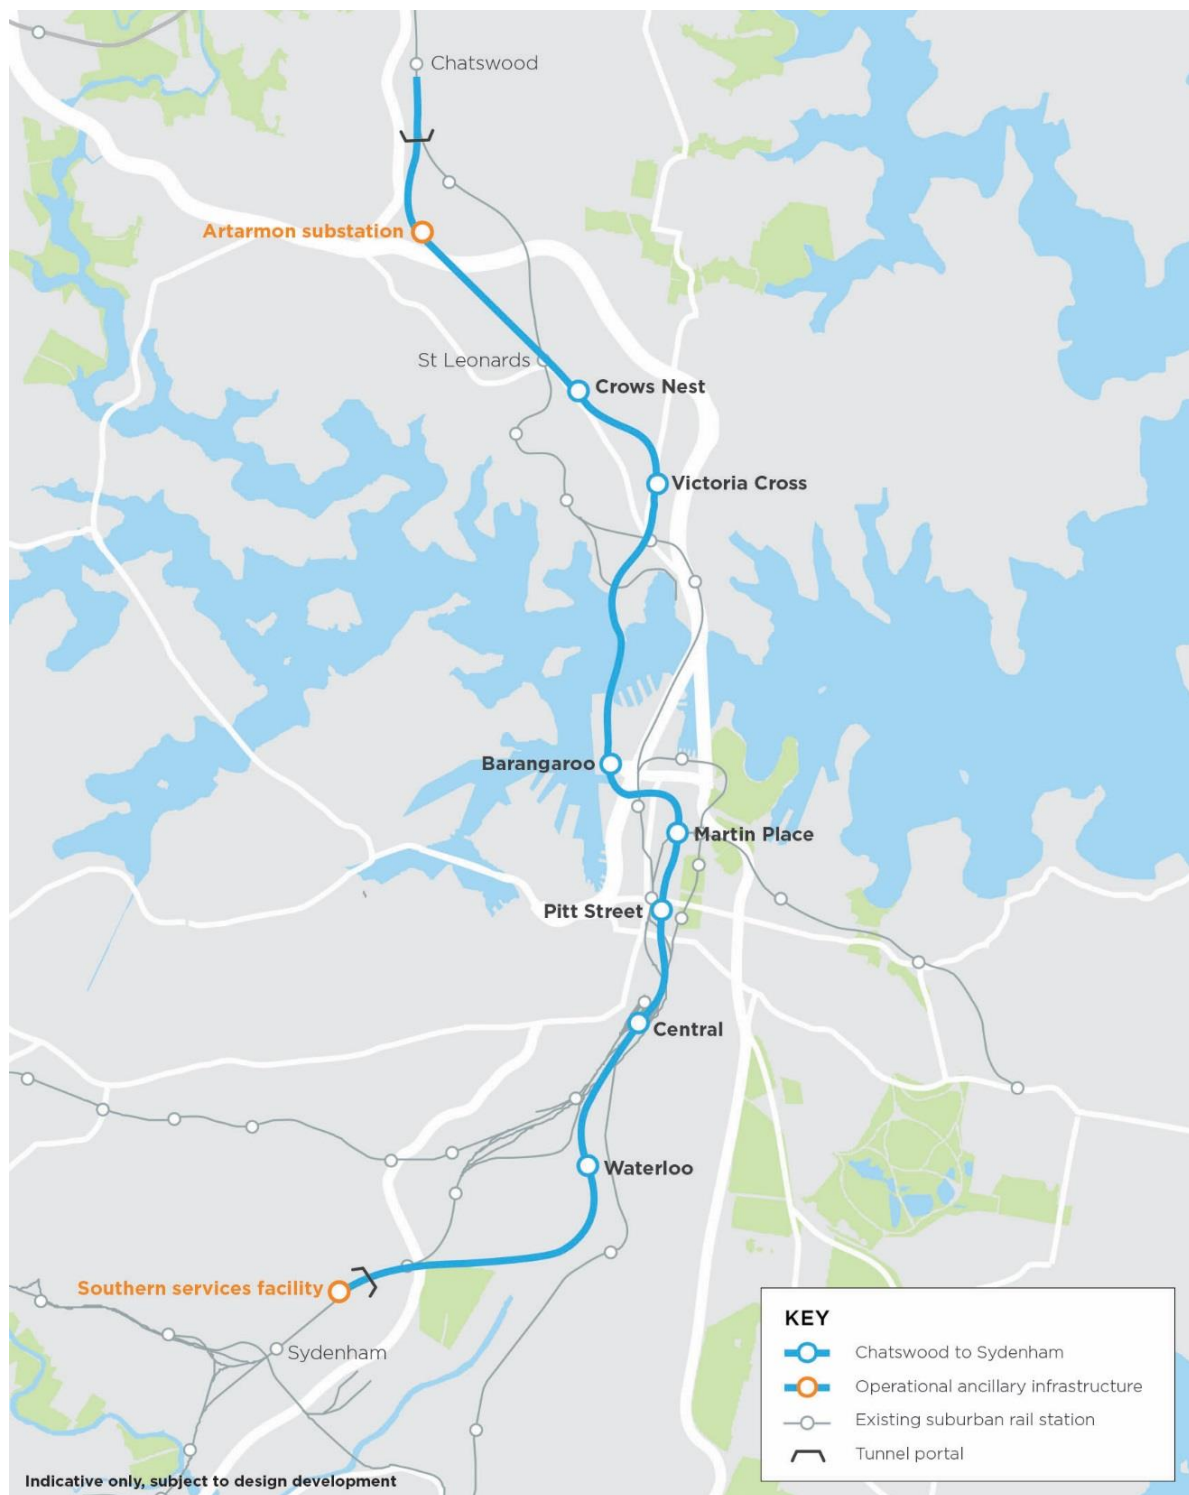 Chatswood
Artarmon substation
St Leonards
Crows Nest
Victoria Cross
Barangaroo
Martin Place
Pitt Street
Central
Waterloo
Southern services facility
Sydenham
KEY
Chatswood to Sydenham
Operational ancillary infrastructure
Existing suburban rail station
Tunnel portal
Indicative only, subject to design development